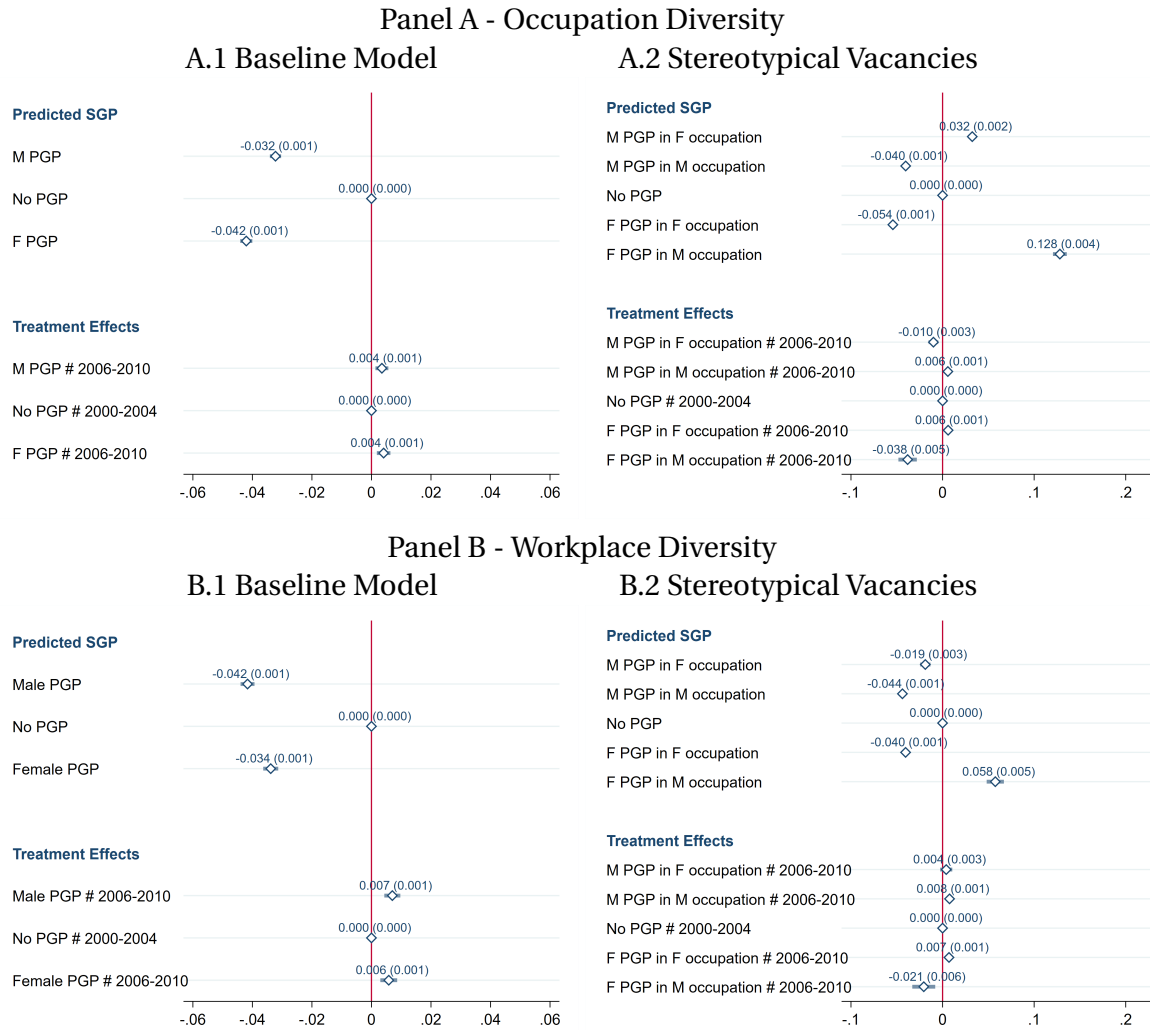 Panel A - Occupation Diversity
A.1 Baseline Model
Predicted SGP
M PGP
-0.032 (0.001)
No PGP
0.000 (0.000)
F PGP
-0.042 (0.001)
Treatment Effects
M PGP # 2006-2010
0.004 (0.001)
No PGP # 2000-2004
0.000 (0.000)
F PGP # 2006-2010
0.004 (0.001)
-.06 -.04 -.02 0 .02 .04 .06
A.2 Stereotypical Vacancies
Predicted SGP
M PGP in F occupation
0.032 (0.002)
M PGP in M occupation
-0.040 (0.001)
No PGP
0.000 (0.000)
F PGP in F occupation
-0.054 (0.001)
F PGP in M occupation
0.128 (0.004)
Treatment Effects
M PGP in F occupation # 2006-2010
-0.010 (0.003)
M PGP in M occupation # 2006-2010
0.006 (0.001)
No PGP # 2000-2004
0.000 (0.000)
F PGP in F occupation # 2006-2010
0.006 (0.001)
F PGP in M occupation # 2006-2010
-0.038 (0.005)
-.1 0 .1 .2
Panel B - Workplace Diversity
B.1 Baseline Model
Predicted SGP
Male PGP
-0.042 (0.001)
No PGP
0.000 (0.000)
Female PGP
-0.034 (0.001)
Treatment Effects
Male PGP # 2006-2010
0.007 (0.001)
No PGP # 2000-2004
0.000 (0.000)
Female PGP # 2006-2010
0.006 (0.001)
-.06 -.04 -.02 0 .02 .04 .06
B.2 Stereotypical Vacancies
Predicted SGP
M PGP in F occupation
-0.019 (0.003)
M PGP in M occupation
-0.044 (0.001)
No PGP
0.000 (0.000)
F PGP in F occupation
-0.040 (0.001)
F PGP in M occupation
0.058 (0.005)
Treatment Effects
M PGP in F occupation # 2006-2010
0.004 (0.003)
M PGP in M occupation # 2006-2010
0.008 (0.001)
No PGP # 2000-2004
0.000 (0.000)
F PGP in F occupation # 2006-2010
0.007 (0.001)
F PGP in M occupation # 2006-2010
-0.021 (0.006)
-.1 0 .1 .2